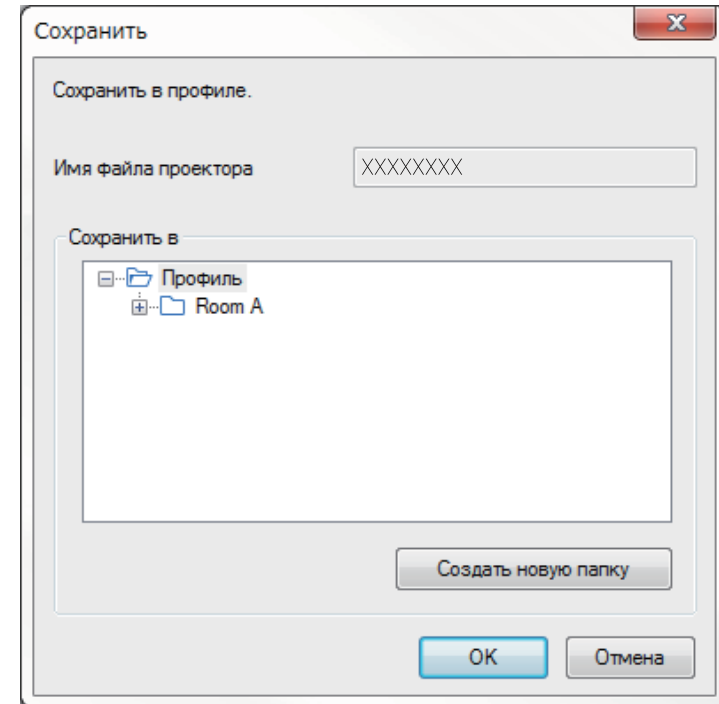 Сохранить
Сохранить в профиле.
Имя файла проектора XXXXXXXX
Сохранить в
Профиль
Room A
Создать новую папку
OK Отмена